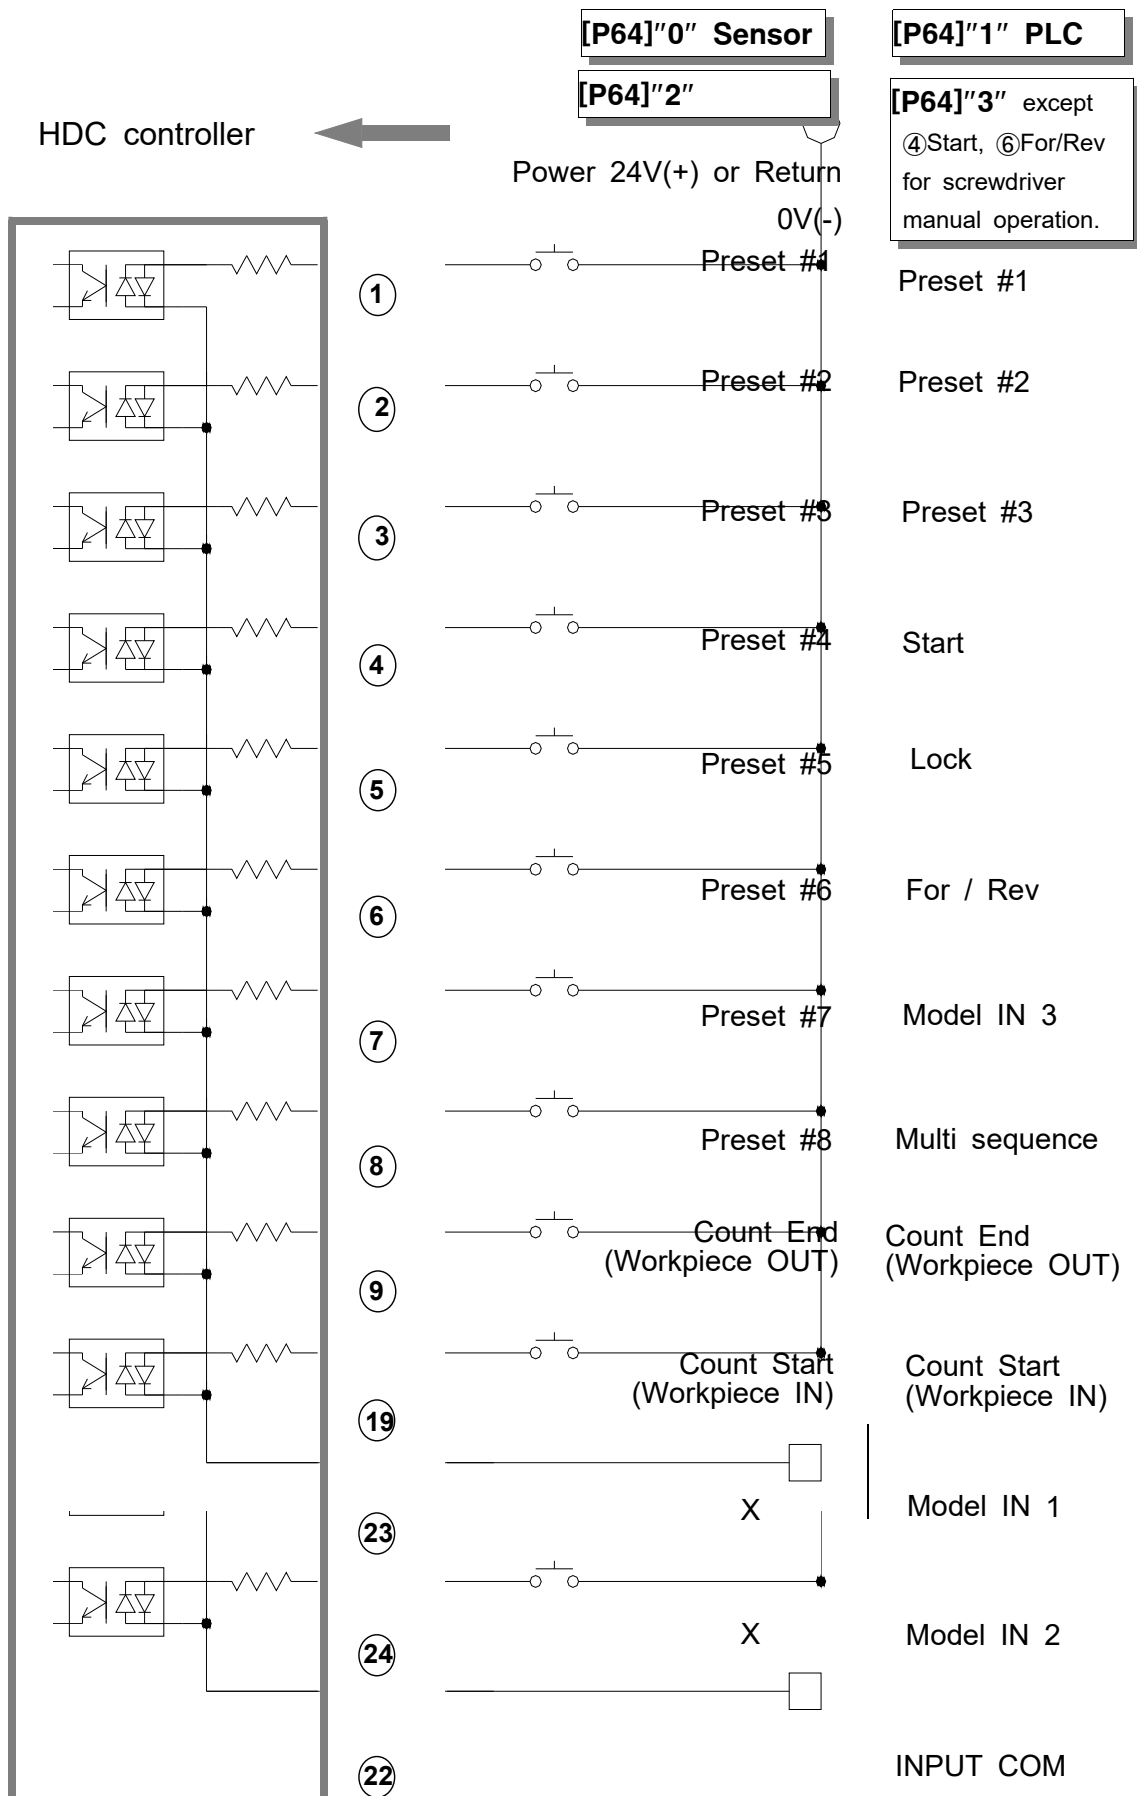 [P64]"0" Sensor
[P64]"1" PLC
[P64]"2"
[P64]"3" except
④Start, ⑥For/Rev
for screwdriver
manual operation.
HDC controller
Power 24V(+) or Return
0V(-)
1 Preset #1 Preset #1
2 Preset #2 Preset #2
3 Preset #3 Preset #3
4 Preset #4 Start
5 Preset #5 Lock
6 Preset #6 For / Rev
7 Preset #7 Model IN 3
8 Preset #8 Multi sequence
Count End Count End
9 (Workpiece OUT) (Workpiece OUT)
Count Start Count Start
19 (Workpiece IN) (Workpiece IN)
23 X Model IN 1
24 X Model IN 2
22 INPUT COM